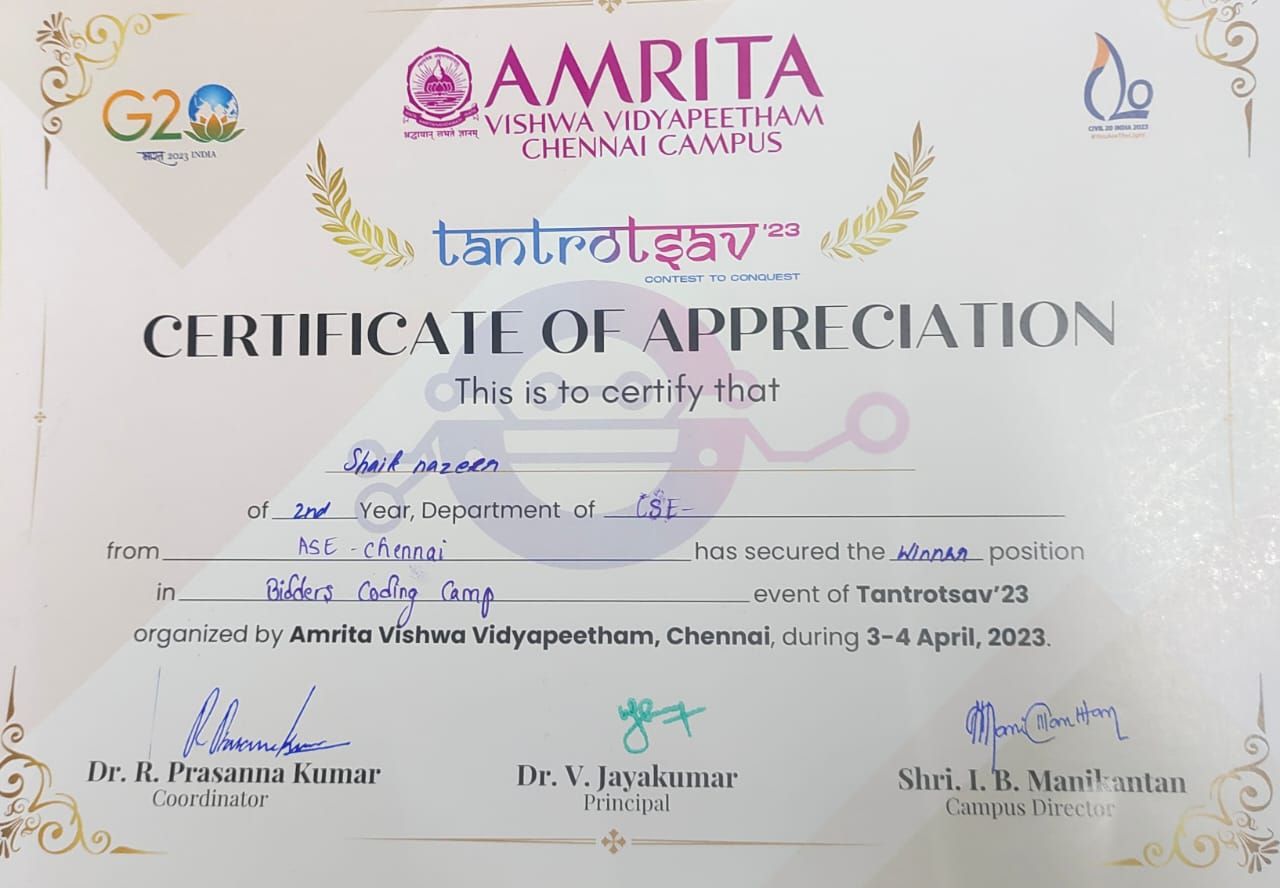 G20
भारत 2023 INDIA
AMRITA
VISHWA VIDYAPEETHAM
CHENNAI CAMPUS
श्रद्धावान् लभते ज्ञानम्
CIVIL 20 INDIA 2023
#YouAreTheLight
tantrotsav '23
CONTEST TO CONQUEST
CERTIFICATE OF APPRECIATION
This is to certify that
Shaik nazeen
of 2nd Year, Department of CSE-
from ASE - chennai has secured the Winner position
in Bidders Coding Camp event of Tantrotsav'23
organized by Amrita Vishwa Vidyapeetham, Chennai, during 3-4 April, 2023.
Dr. R. Prasanna Kumar
Coordinator
Dr. V. Jayakumar
Principal
Shri. I. B. Manikantan
Campus Director